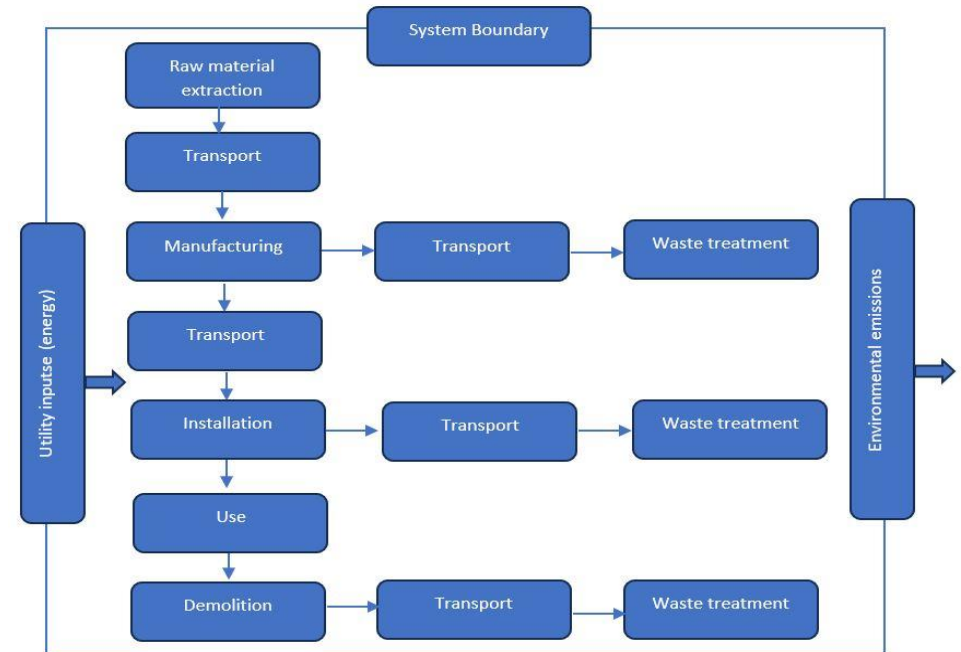 System Boundary
Raw material
extraction
Transport
Manufacturing
Transport
Waste treatment
Transport
Installation
Transport
Waste treatment
Use
Demolition
Transport
Waste treatment
Utility inputse (energy)
Environmental emissions